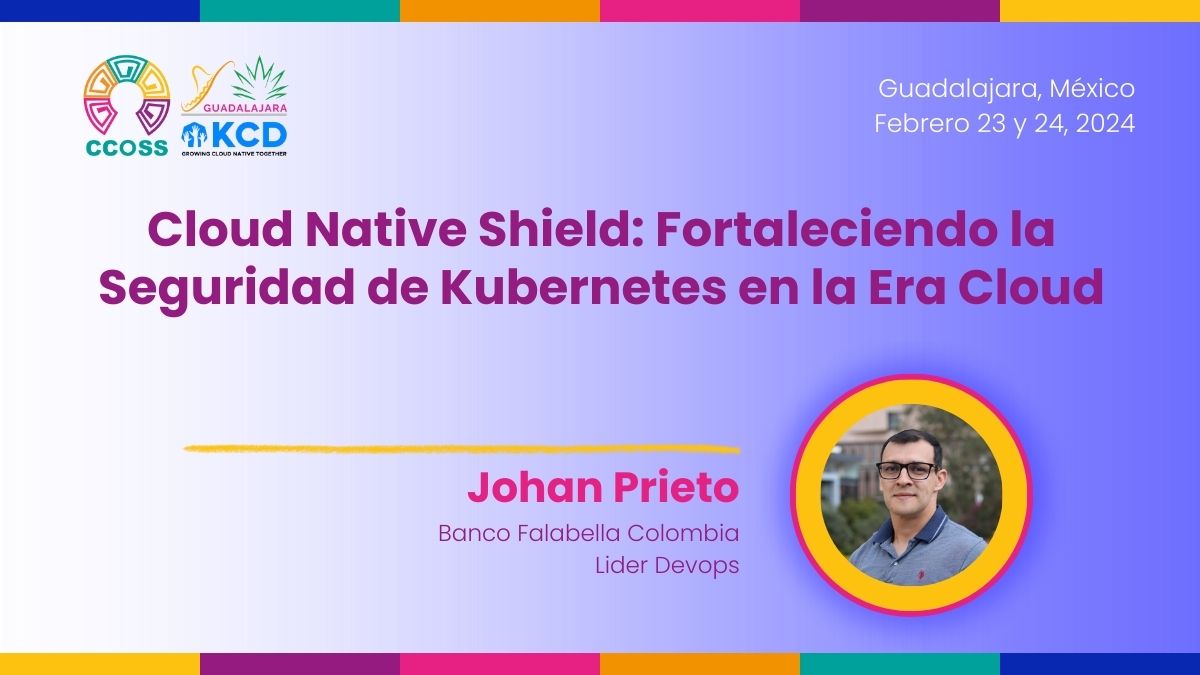 CCOSS
GUADALAJARA
KCD
GROWING CLOUD NATIVE TOGETHER
Guadalajara, México
Febrero 23 y 24, 2024
Cloud Native Shield: Fortaleciendo la
Seguridad de Kubernetes en la Era Cloud
Johan Prieto
Banco Falabella Colombia
Lider Devops